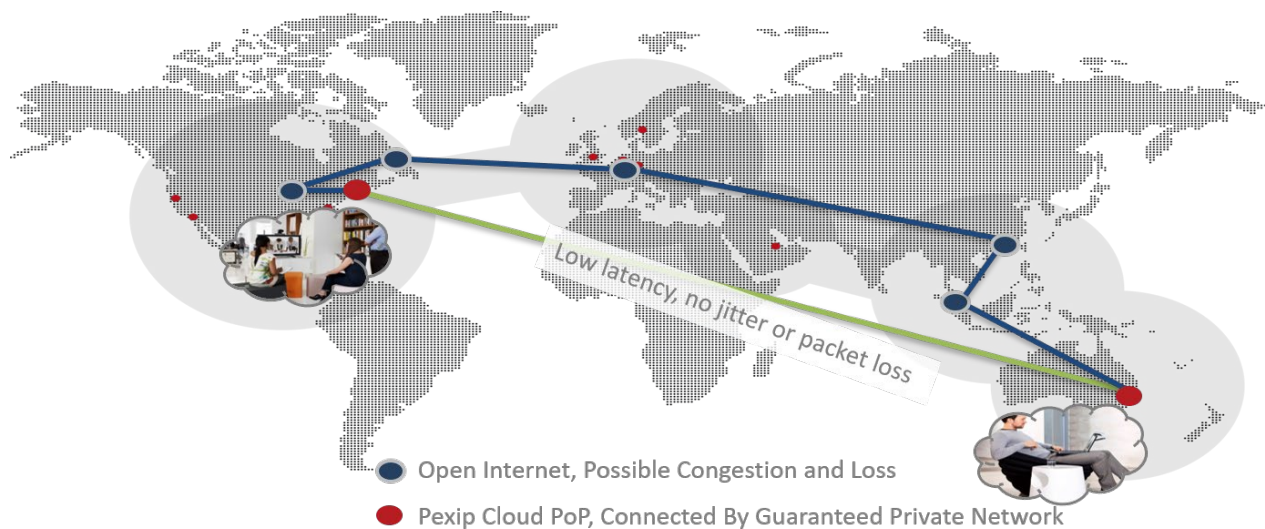 Low latency, no jitter or packet loss
Open Internet, Possible Congestion and Loss
Pexip Cloud PoP, Connected By Guaranteed Private Network